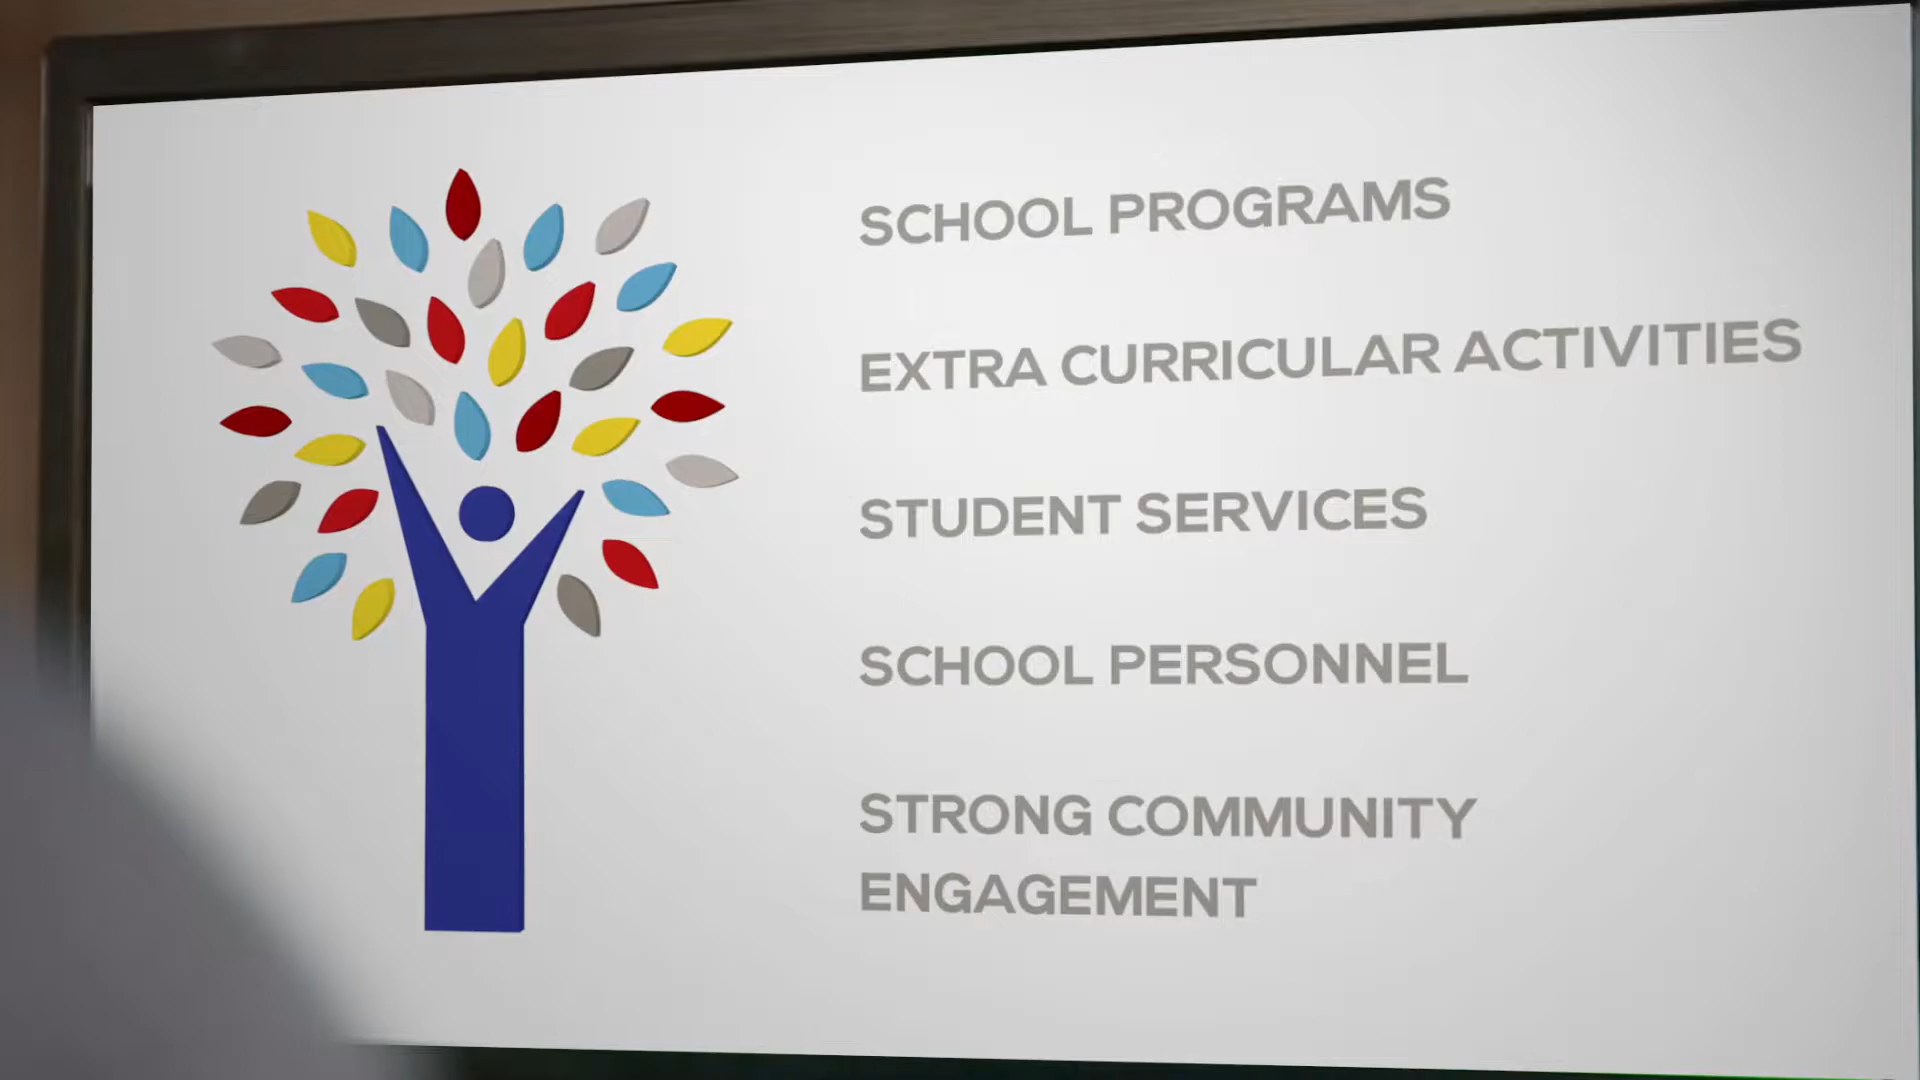 SCHOOL PROGRAMS
EXTRA CURRICULAR ACTIVITIES
STUDENT SERVICES
SCHOOL PERSONNEL
STRONG COMMUNITY
ENGAGEMENT